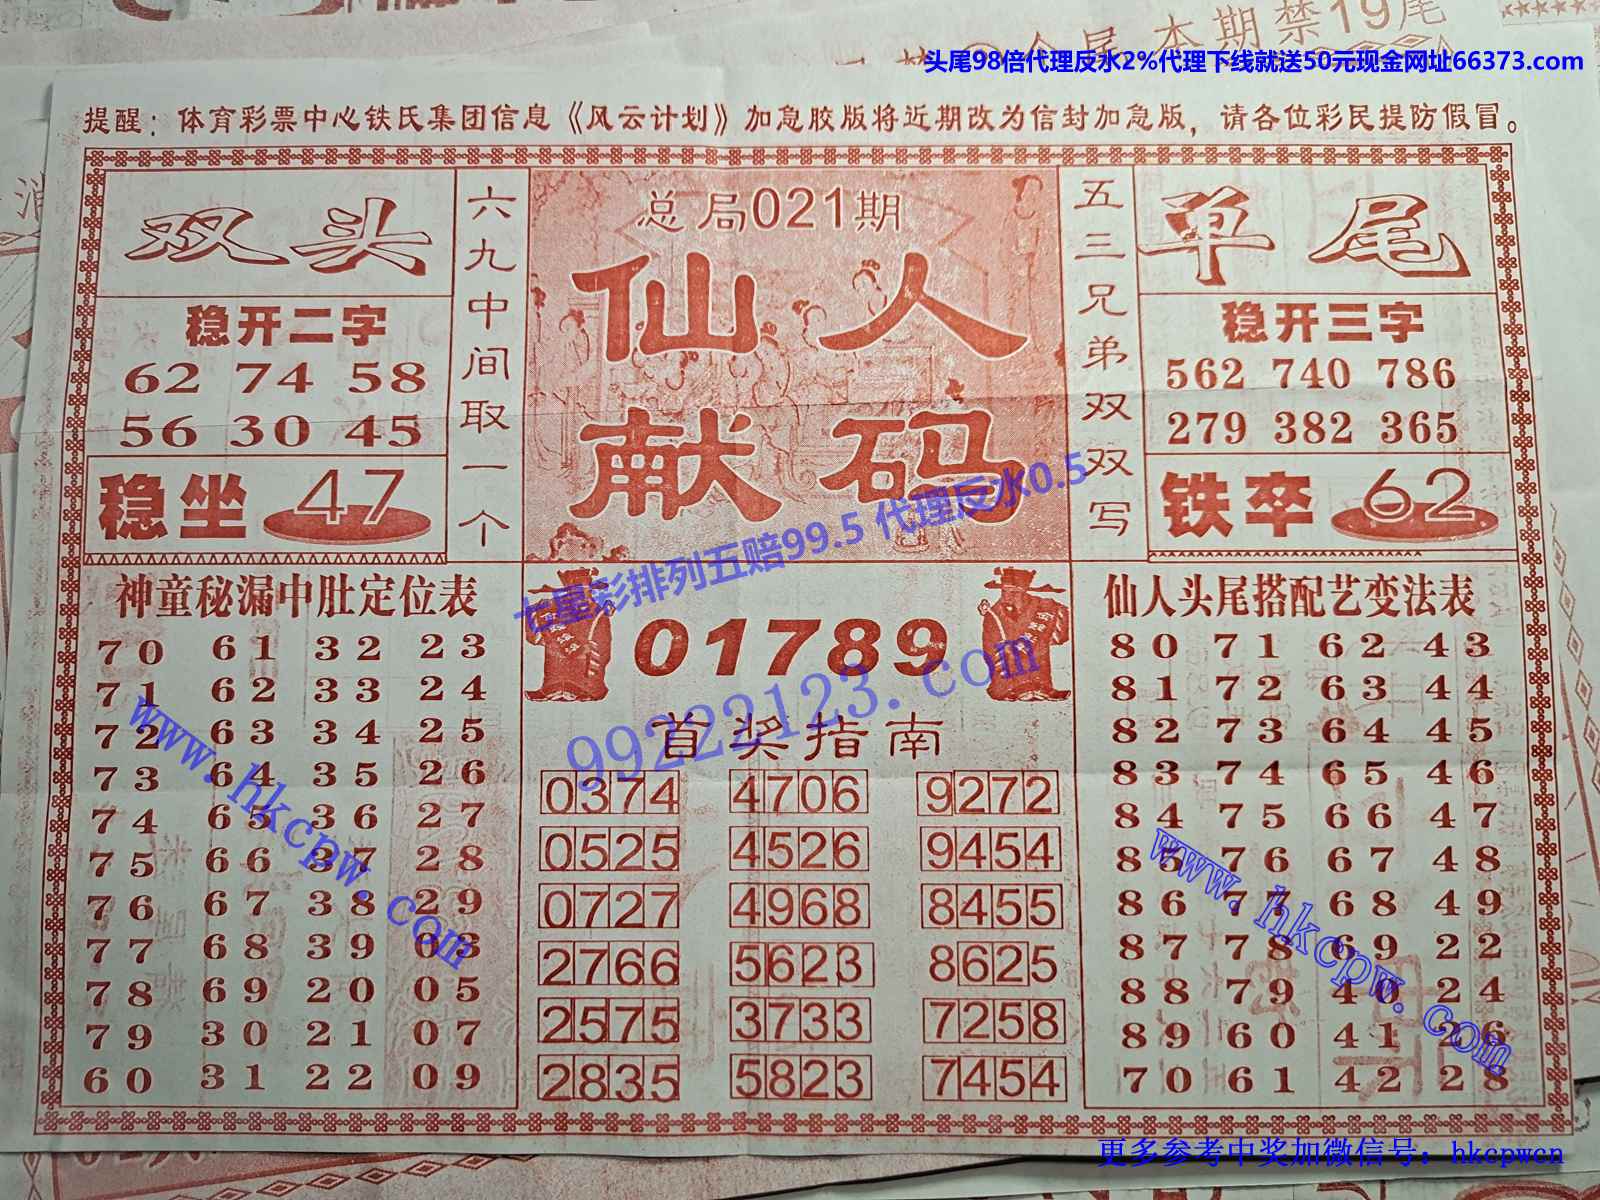 本期禁19尾
头尾98倍代理反水2%代理下线就送50元现金网址66373.com
提醒：体育彩票中心铁氏集团信息《风云计划》加急胶版将近期改为信封加急版，请各位彩民提防假冒。
双头
稳开二字
62 74 58
56 30 45
稳坐 47
六九中间取一个
总局021期
仙人
献码
五三兄弟双双写
单尾
稳开三字
562 740 786
279 382 365
铁卒 62
七星彩排列五赔99.5 代理反水0.5
99222123.com
神童秘漏中肚定位表
70 61 32 23
71 62 33 24
72 63 34 25
73 64 35 26
74 65 36 27
75 66 37 28
76 67 38 29
77 68 39 03
78 69 20 05
79 30 21 07
60 31 22 09
www.hkcpw.com
01789
首奖指南
0374 4706 9272
0525 4526 9454
0727 4968 8455
2766 5623 8625
2575 3733 7258
2835 5823 7454
仙人头尾搭配艺变法表
80 71 62 43
81 72 63 44
82 73 64 45
83 74 65 46
84 75 66 47
85 76 67 48
86 77 68 49
87 78 69 22
88 79 40 24
89 60 41 26
70 61 42 28
www.hkcpw.com
更多参考中奖加微信号：hkcpwcn